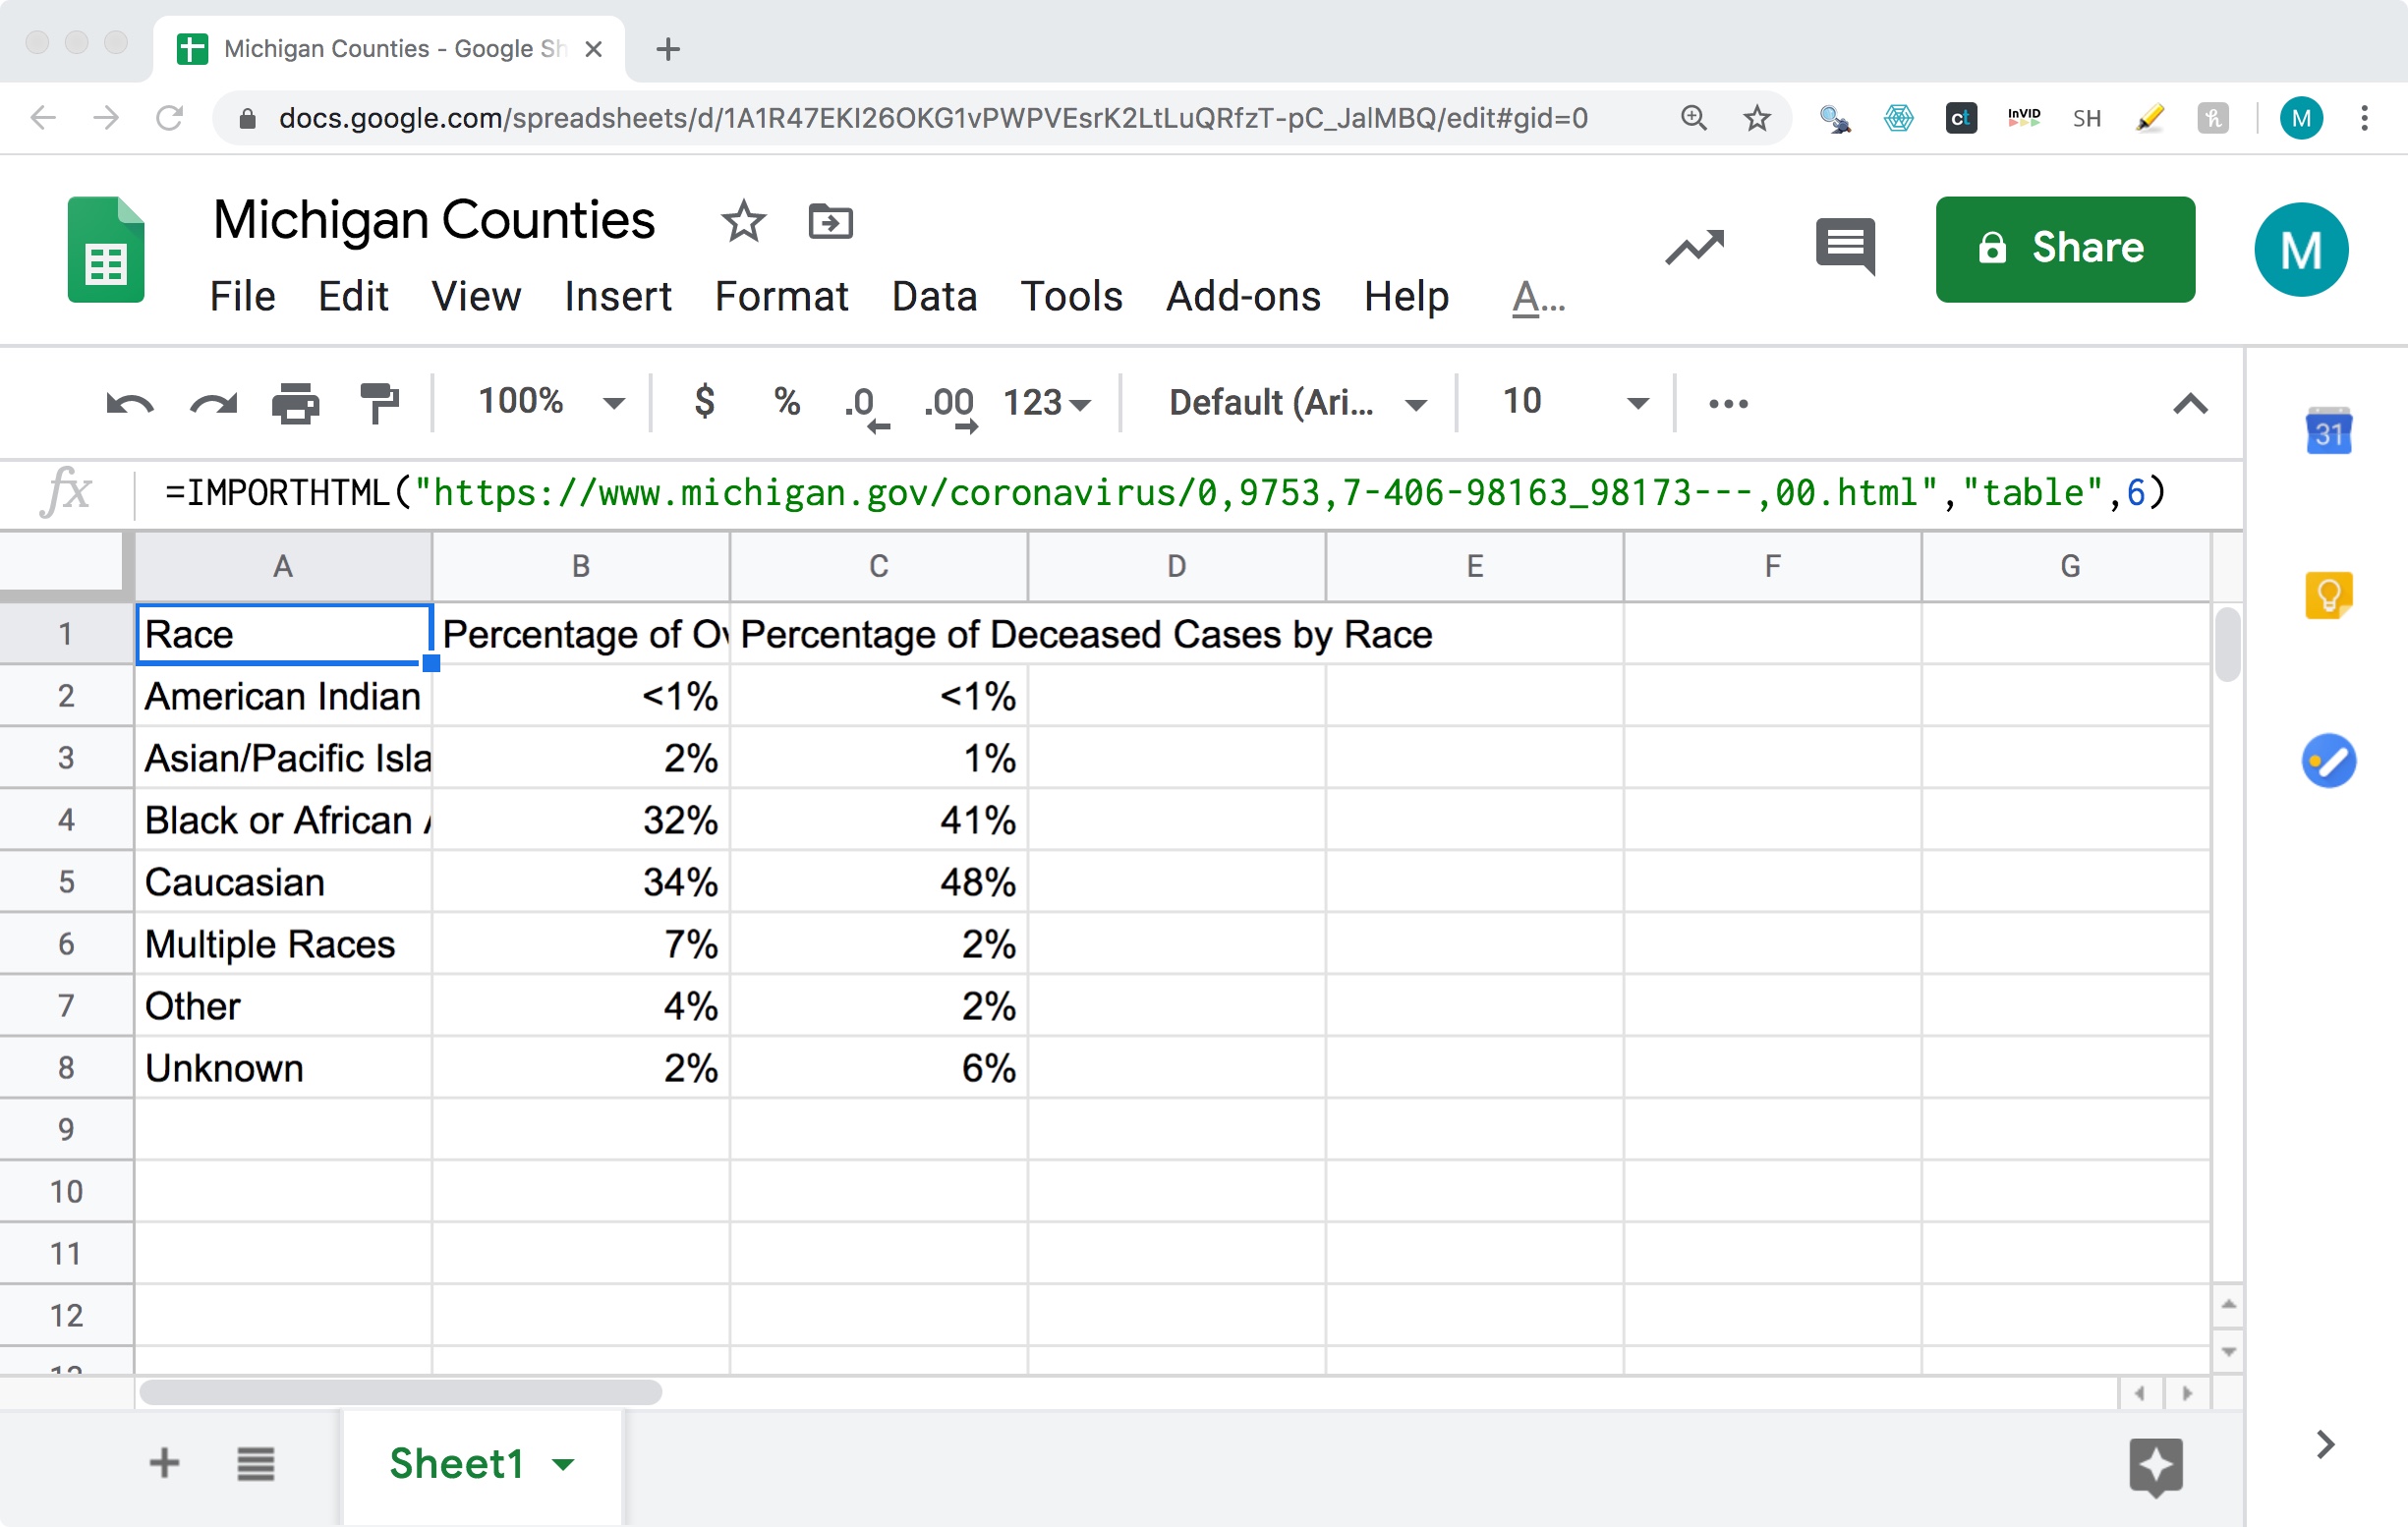 Michigan Counties - Google Sh
docs.google.com/spreadsheets/d/1A1R47EKI26OKG1vPWPVEsrK2LtLuQRfzT-pC_JalMBQ/edit#gid=0
ct
InVID
SH
M
Michigan Counties
File Edit View Insert Format Data Tools Add-ons Help A...
Share
M
100% $ % .0 .00 123 Default (Ari... 10
31
fx =IMPORTHTML("https://www.michigan.gov/coronavirus/0,9753,7-406-98163_98173---,00.html","table",6)
A B C D E F G
1 Race Percentage of Ov Percentage of Deceased Cases by Race
2 American Indian <1% <1%
3 Asian/Pacific Isla 2% 1%
4 Black or African A 32% 41%
5 Caucasian 34% 48%
6 Multiple Races 7% 2%
7 Other 4% 2%
8 Unknown 2% 6%
9
10
11
12
13
Sheet1